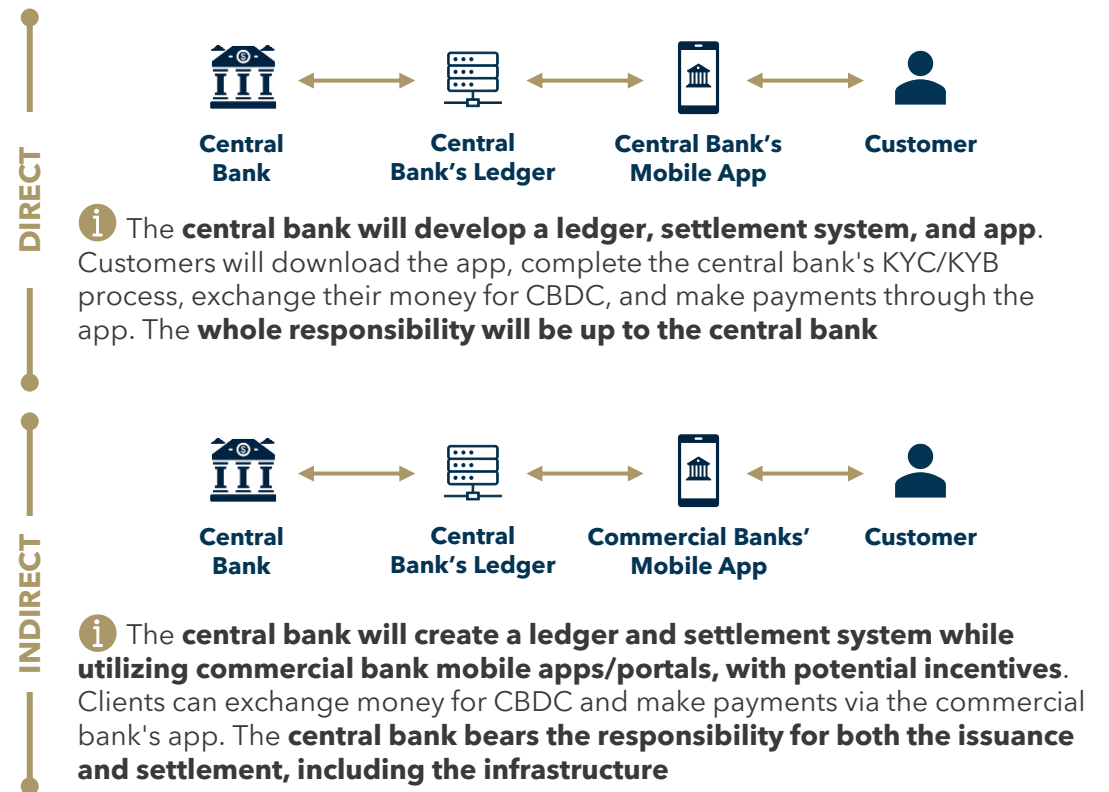 DIRECT
Central
Bank
Central
Bank's Ledger
Central Bank's
Mobile App
Customer
The central bank will develop a ledger, settlement system, and app.
Customers will download the app, complete the central bank's KYC/KYB
process, exchange their money for CBDC, and make payments through the
app. The whole responsibility will be up to the central bank
INDIRECT
Central
Bank
Central
Bank's Ledger
Commercial Banks’
Mobile App
Customer
The central bank will create a ledger and settlement system while
utilizing commercial bank mobile apps/portals, with potential incentives.
Clients can exchange money for CBDC and make payments via the commercial
bank's app. The central bank bears the responsibility for both the issuance
and settlement, including the infrastructure